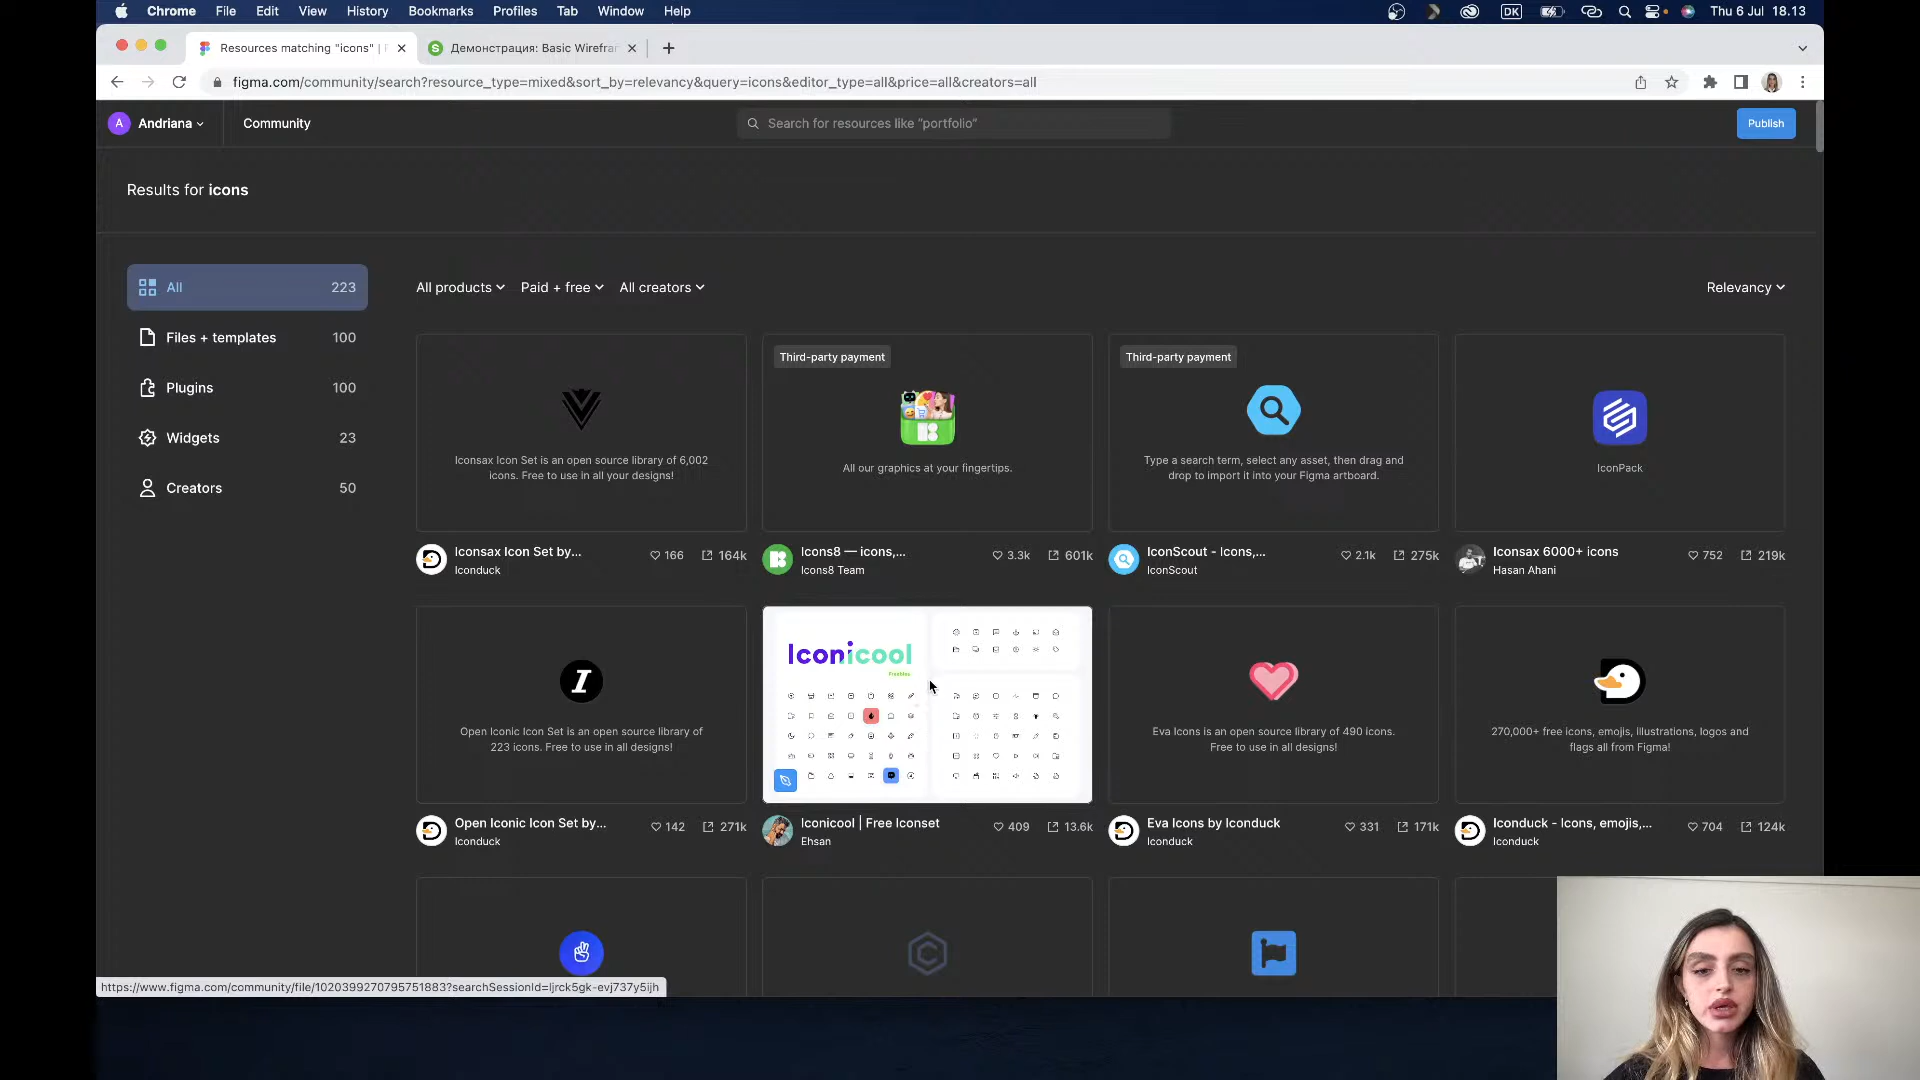 Chrome File Edit View History Bookmarks Profiles Tab Window Help
DK Thu 6 Jul 18.13
Resources matching "icons" |
Демонстрация: Basic Wirefra
figma.com/community/search?resource_type=mixed&sort_by=relevancy&query=icons&editor_type=all&price=all&creators=all
A Andriana Community
Search for resources like "portfolio"
Publish
Results for icons
All 223
Files + templates 100
Plugins 100
Widgets 23
Creators 50
All products Paid + free All creators
Relevancy
Iconsax Icon Set is an open source library of 6,002
icons. Free to use in all your designs!
Iconsax Icon Set by...
Iconduck
166 164k
Third-party payment
All our graphics at your fingertips.
Icons8 — icons,...
Icons8 Team
3.3k 601k
Third-party payment
Type a search term, select any asset, then drag and
drop to import it into your Figma artboard.
IconScout - Icons,...
IconScout
2.1k 275k
IconPack
Iconsax 6000+ icons
Hasan Ahani
752 219k
I
Open Iconic Icon Set is an open source library of
223 icons. Free to use in all designs!
Open Iconic Icon Set by...
Iconduck
142 271k
Iconicool
Iconicool | Free Iconset
Ehsan
409 13.6k
Eva Icons is an open source library of 490 icons.
Free to use in all designs!
Eva Icons by Iconduck
Iconduck
331 171k
270,000+ free icons, emojis, illustrations, logos and
flags all from Figma!
Iconduck - Icons, emojis,...
Iconduck
704 124k
https://www.figma.com/community/file/1020399270795751883?searchSessionId=ljrck5gk-evj737y5ijh